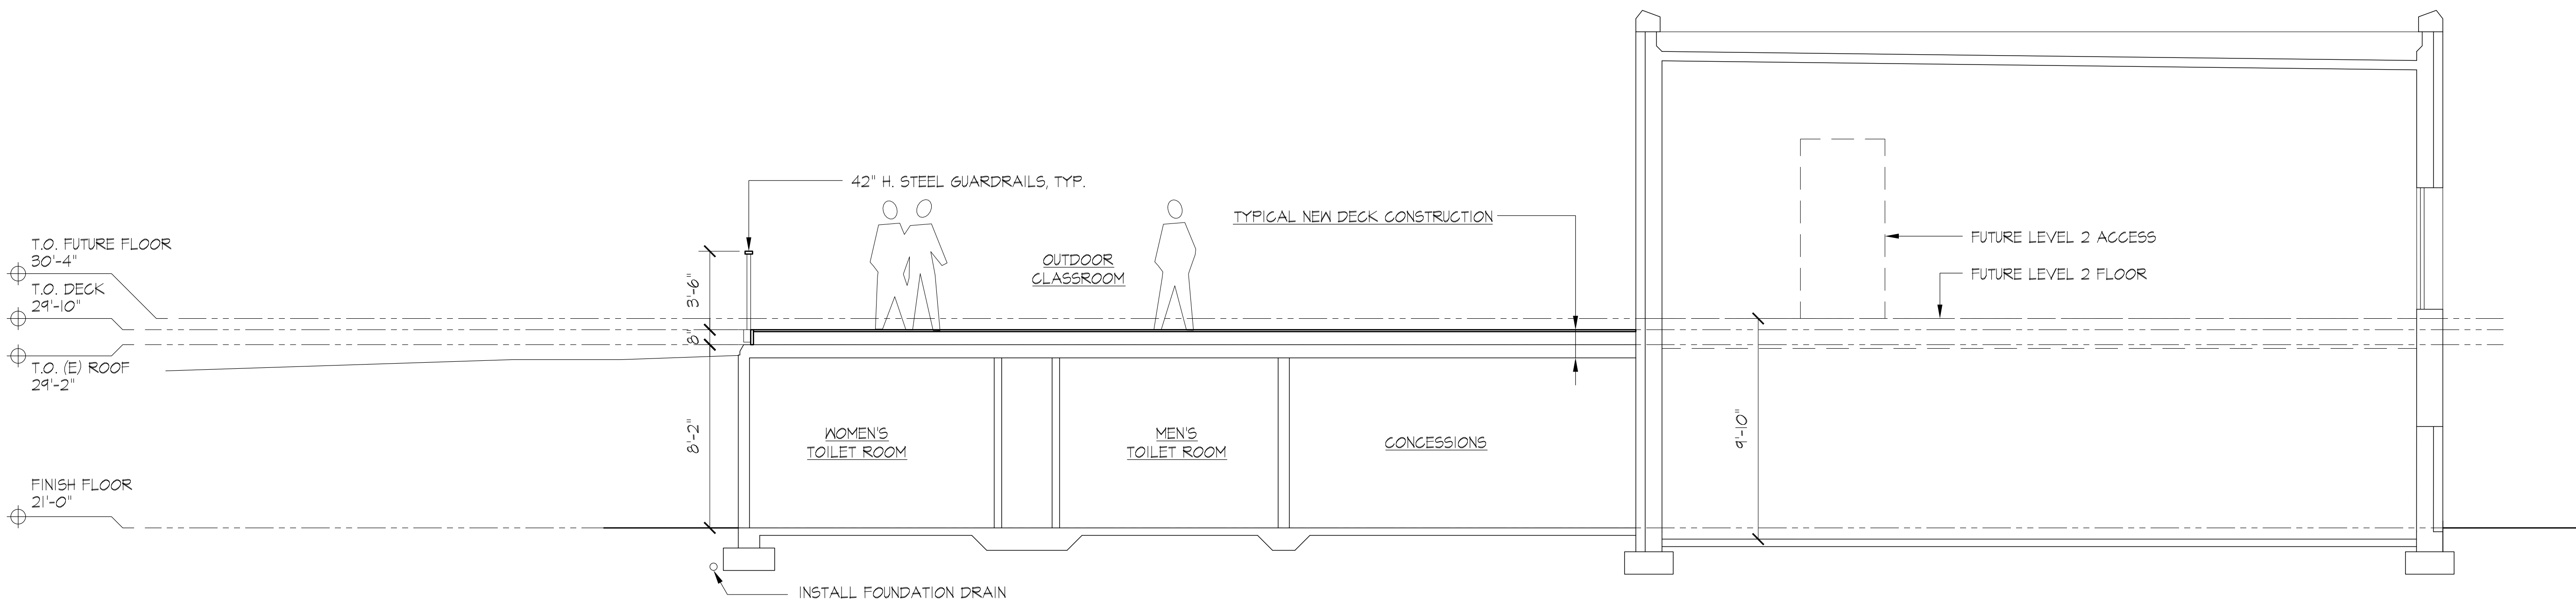 42" H. STEEL GUARDRAILS, TYP.
TYPICAL NEW DECK CONSTRUCTION
T.O. FUTURE FLOOR
30'-4"
T.O. DECK
29'-10"
T.O. (E) ROOF
29'-2"
FINISH FLOOR
21'-0"
3'-6"
8"
8'-2"
OUTDOOR
CLASSROOM
FUTURE LEVEL 2 ACCESS
FUTURE LEVEL 2 FLOOR
WOMEN'S
TOILET ROOM
MEN'S
TOILET ROOM
CONCESSIONS
9'-10"
INSTALL FOUNDATION DRAIN